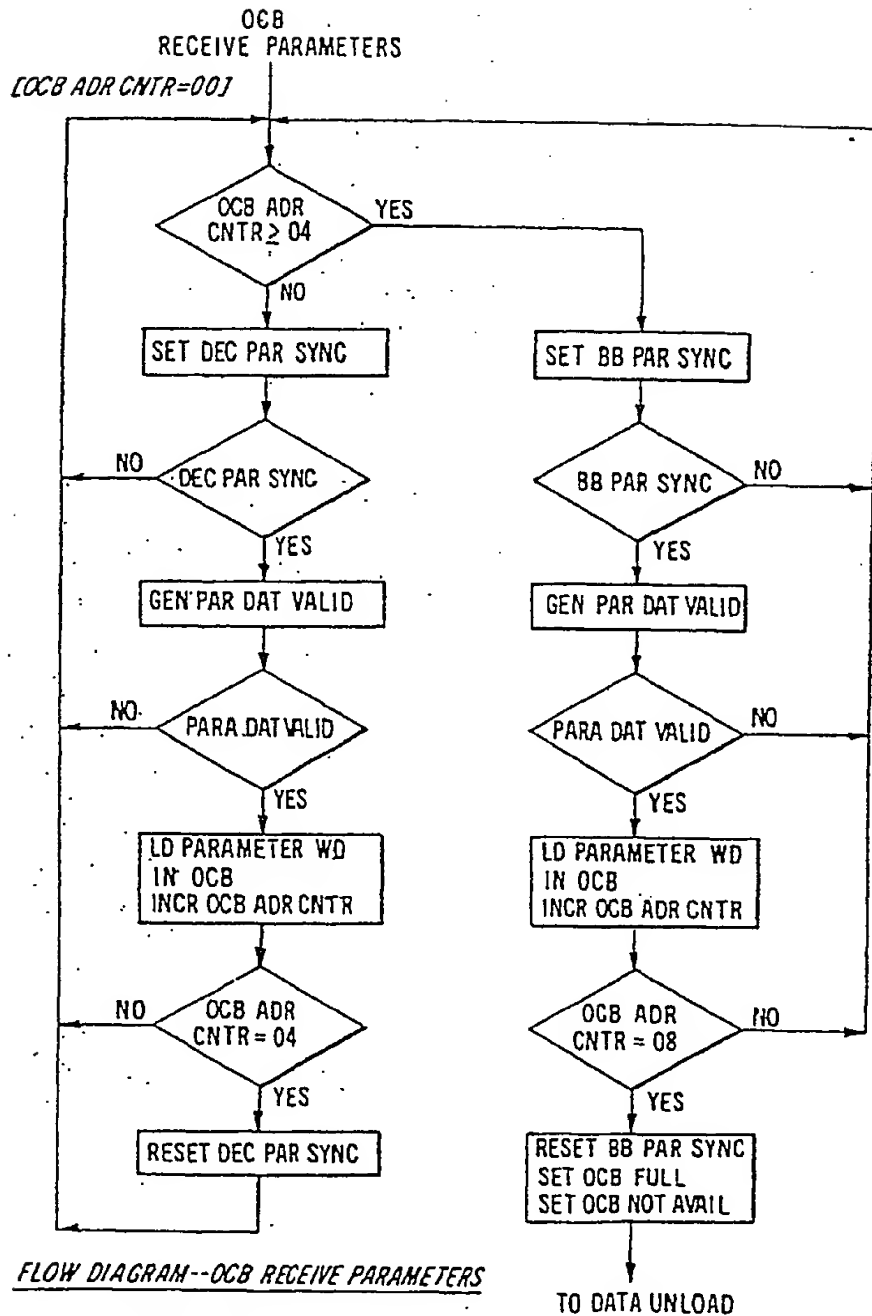 OCB
RECEIVE PARAMETERS
[OCB ADR CNTR=00]
OCB ADR
CNTR ≥ 04
YES
NO
SET DEC PAR SYNC
DEC PAR SYNC
NO
YES
GEN PAR DAT VALID
PARA DAT VALID
NO
YES
LD PARAMETER WD
IN OCB
INCR OCB ADR CNTR
OCB ADR
CNTR = 04
NO
YES
RESET DEC PAR SYNC
SET BB PAR SYNC
BB PAR SYNC
NO
YES
GEN PAR DAT VALID
PARA DAT VALID
NO
YES
LD PARAMETER WD
IN OCB
INCR OCB ADR CNTR
OCB ADR
CNTR = 08
NO
YES
RESET BB PAR SYNC
SET OCB FULL
SET OCB NOT AVAIL
TO DATA UNLOAD
FLOW DIAGRAM--OCB RECEIVE PARAMETERS